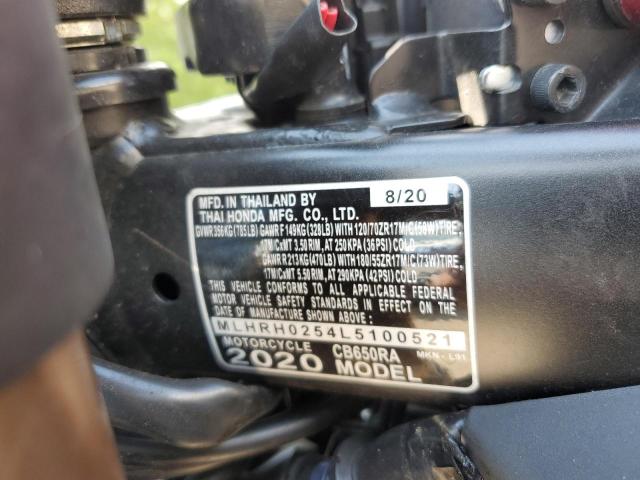 MFD. IN THAILAND BY 8/20
THAI HONDA MFG. CO., LTD.
GVWR 356KG (785LB) GAWR F 149KG (328LB) WITH 120/70ZR17M/C(58W)TIRE,
17M/CxMT 3.50 RIM, AT 250KPA (36PSI) COLD
GAWR R 213KG (470LB) WITH 180/55ZR17M/C(73W)TIRE,
17M/CxMT 5.50 RIM, AT 290KPA (42PSI) COLD
THIS VEHICLE CONFORMS TO ALL APPLICABLE FEDERAL
MOTOR VEHICLE SAFETY STANDARDS IN EFFECT ON THE
DATE OF MANUFACTURE SHOWN ABOVE:
MLHRH0254L5100521
MOTORCYCLE CB650RA MKN - L91
2020 MODEL